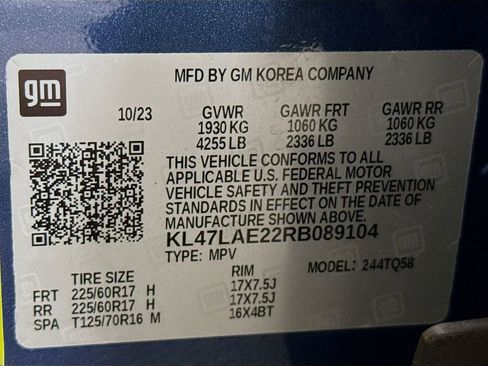 gm
MFD BY GM KOREA COMPANY
10/23 GVWR GAWR FRT GAWR RR
1930 KG 1060 KG 1060 KG
4255 LB 2336 LB 2336 LB
THIS VEHICLE CONFORMS TO ALL
APPLICABLE U.S. FEDERAL MOTOR
VEHICLE SAFETY AND THEFT PREVENTION
STANDARDS IN EFFECT ON THE DATE OF
MANUFACTURE SHOWN ABOVE.
KL47LAE22RB089104
TYPE: MPV MODEL: 244TQ58
TIRE SIZE RIM
FRT 225/60R17 H 17X7.5J
RR 225/60R17 H 17X7.5J
SPA T125/70R16 M 16X4BT